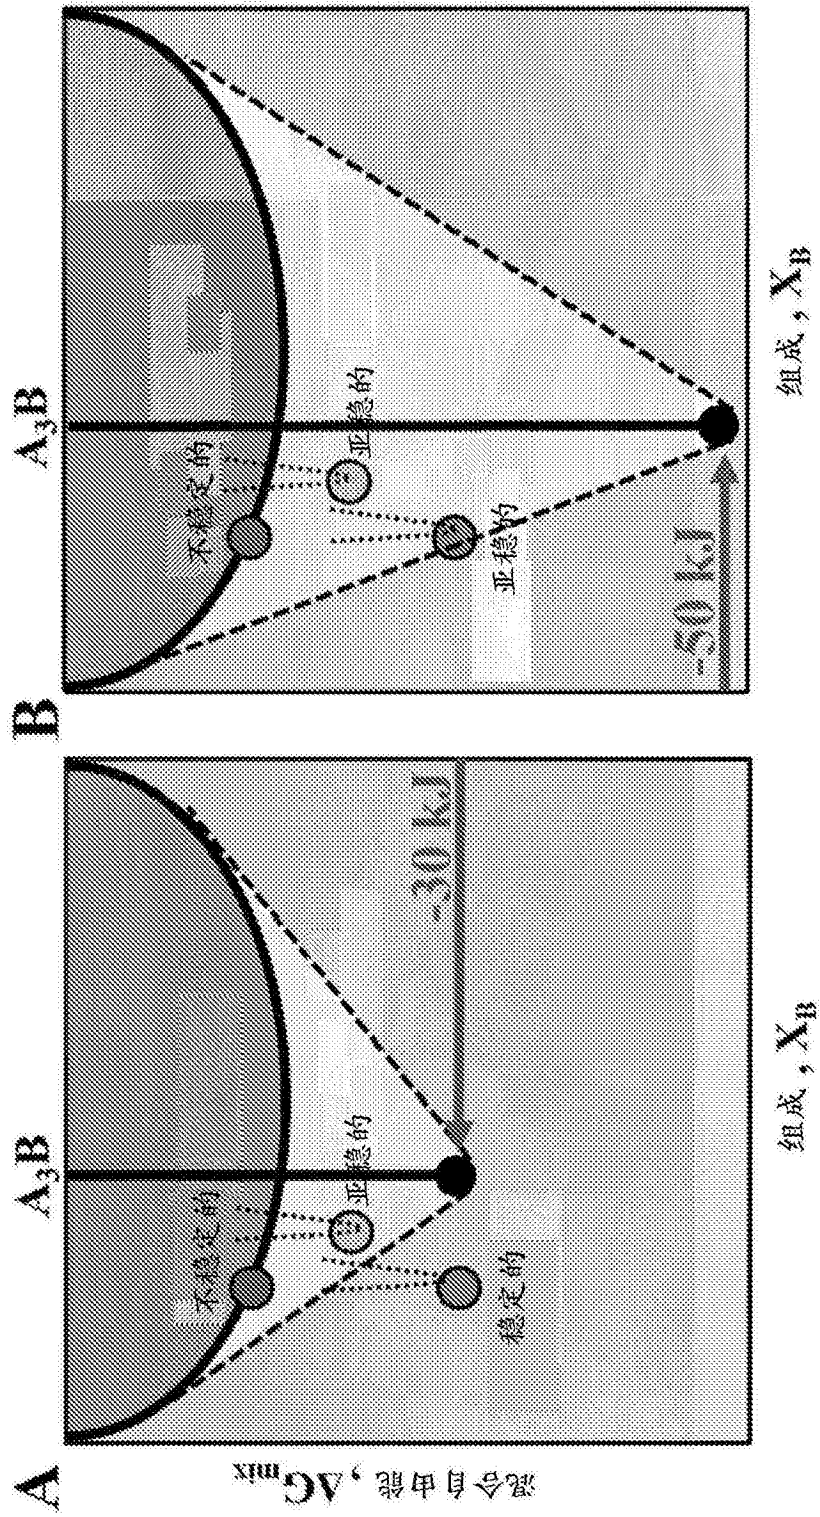 A
A₃B
不稳定的
亚稳的
稳定的
-30 kJ
混合自由能, ΔGmix
组成, X_B
B
A₃B
不稳定的
亚稳的
亚稳的
-50 kJ
组成, X_B